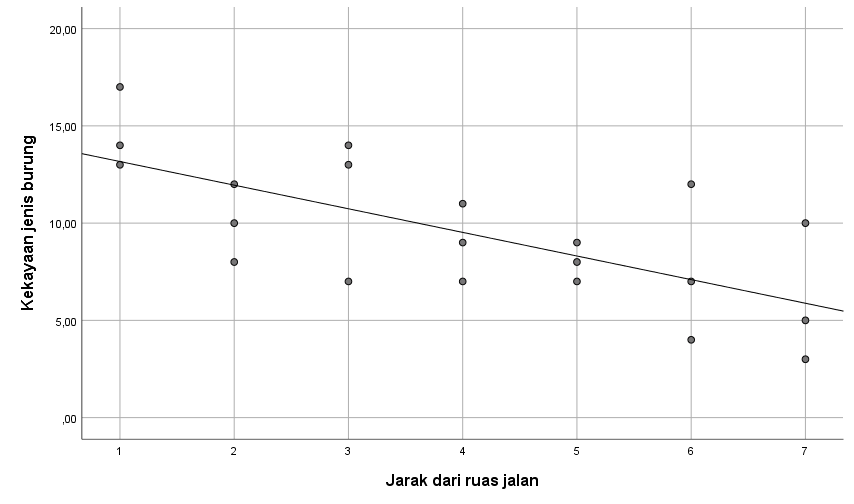 20,00
15,00
10,00
5,00
,00
Kekayaan jenis burung
1 2 3 4 5 6 7
Jarak dari ruas jalan